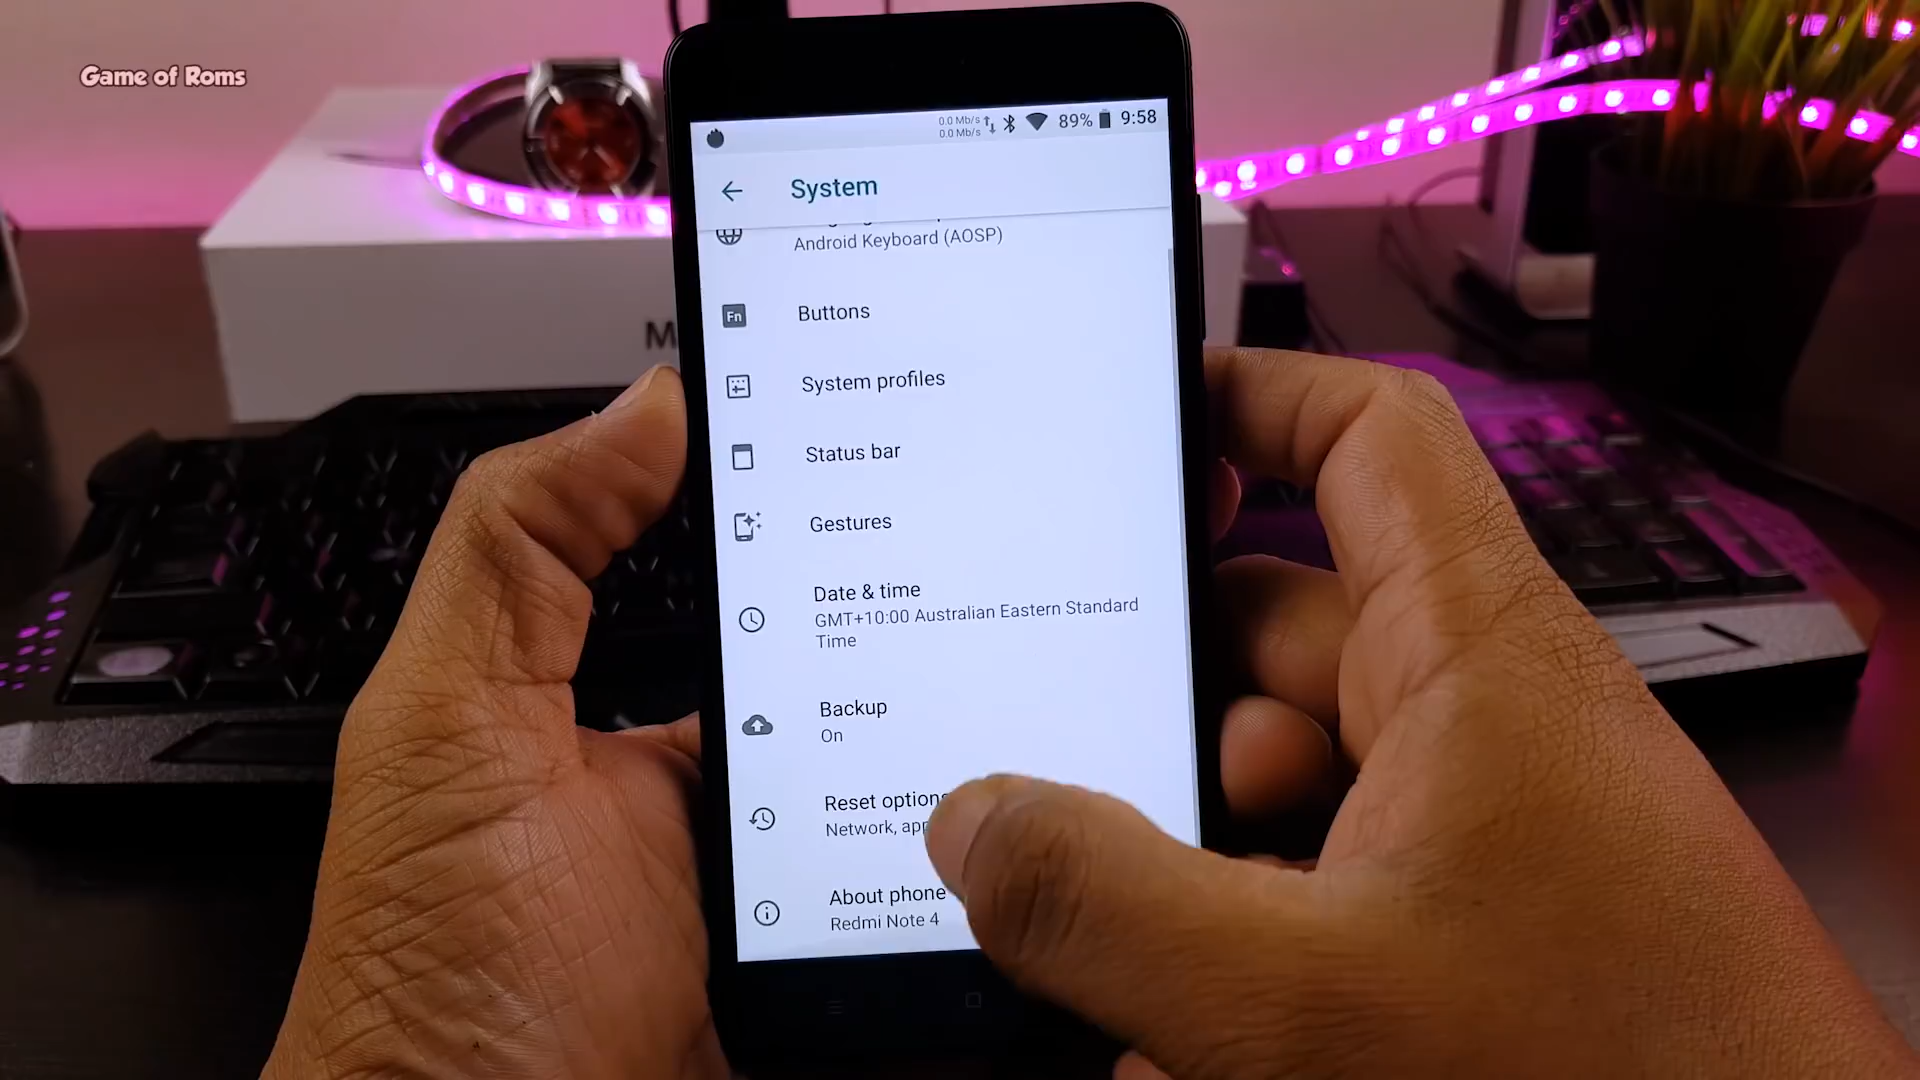 Game of Roms
0.0 Mb/s
0.0 Mb/s
89%
9:58
System
Android Keyboard (AOSP)
Fn
Buttons
System profiles
Status bar
Gestures
Date & time
GMT+10:00 Australian Eastern Standard
Time
Backup
On
Reset options
Network, app
About phone
Redmi Note 4
M